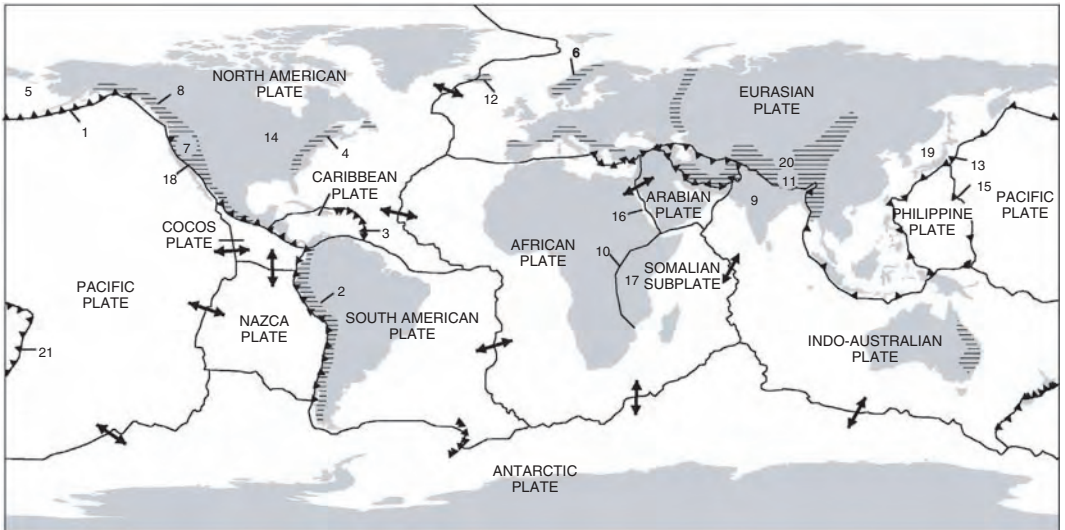 6
NORTH AMERICAN
PLATE
5
8
12
EURASIAN
PLATE
1
14
4
7
20
19
13
18
CARIBBEAN
PLATE
11
15
16
ARABIAN
PLATE
9
PHILIPPINE
PLATE
PACIFIC
PLATE
COCOS
PLATE
3
AFRICAN
PLATE
10
17
SOMALIAN
SUBPLATE
PACIFIC
PLATE
2
NAZCA
PLATE
SOUTH AMERICAN
PLATE
INDO-AUSTRALIAN
PLATE
21
ANTARCTIC
PLATE